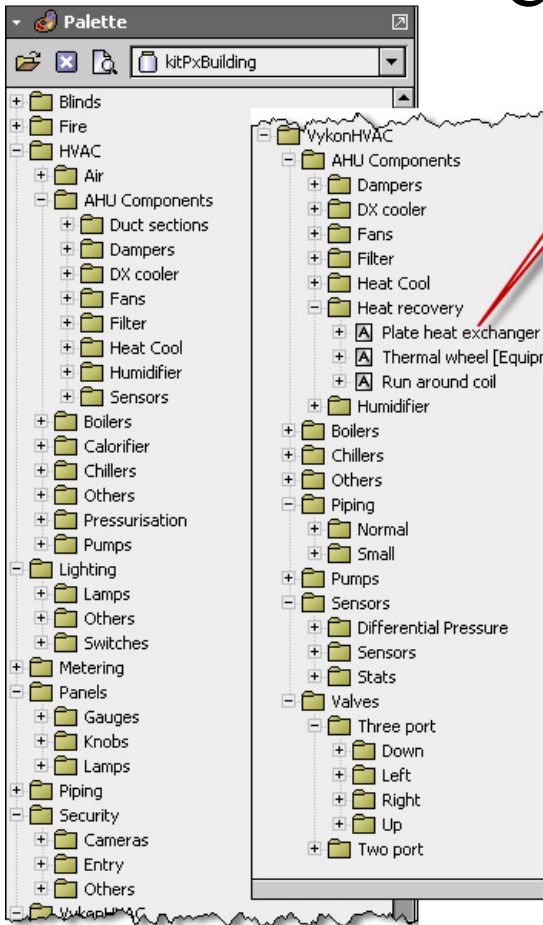 Palette
kitPxBuilding
Blinds
Fire
HVAC
Air
AHU Components
Duct sections
Dampers
DX cooler
Fans
Filter
Heat Cool
Humidifier
Sensors
Boilers
Calorifier
Chillers
Others
Pressurisation
Pumps
Lighting
Lamps
Others
Switches
Metering
Panels
Gauges
Knobs
Lamps
Piping
Security
Cameras
Entry
Others
VykonHVAC
VykonHVAC
AHU Components
Dampers
DX cooler
Fans
Filter
Heat Cool
Heat recovery
A Plate heat exchanger
A Thermal wheel [Equipr
A Run around coil
Humidifier
Boilers
Chillers
Others
Piping
Normal
Small
Pumps
Sensors
Differential Pressure
Sensors
Stats
Valves
Three port
Down
Left
Right
Up
Two port